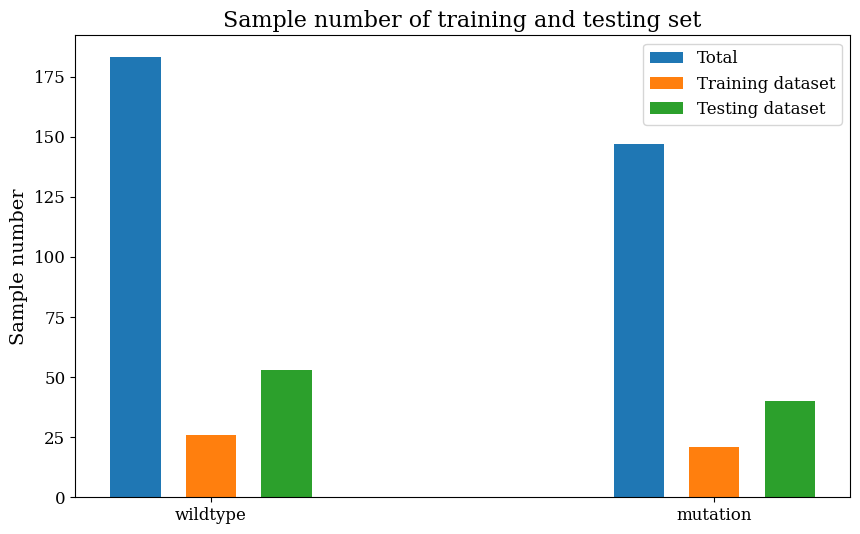 Sample number of training and testing set
Total
Training dataset
Testing dataset
175
150
125
100
75
50
25
0
Sample number
wildtype
mutation